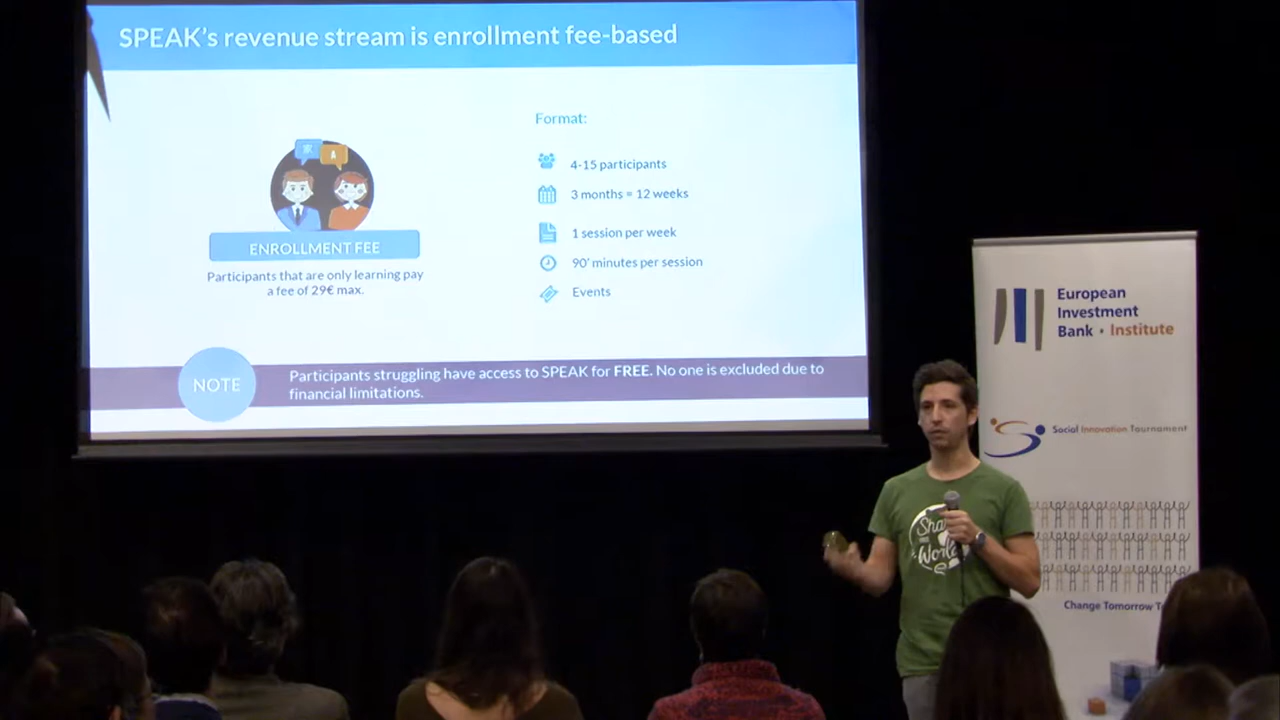 SPEAK's revenue stream is enrollment fee-based
A
ENROLLMENT FEE
Participants that are only learning pay
a fee of 29€ max.
Format:
4-15 participants
3 months = 12 weeks
1 session per week
90' minutes per session
Events
NOTE
Participants struggling have access to SPEAK for FREE. No one is excluded due to
financial limitations.
European
Investment
Bank • Institute
Social Innovation Tournament
Change Tomorrow
World